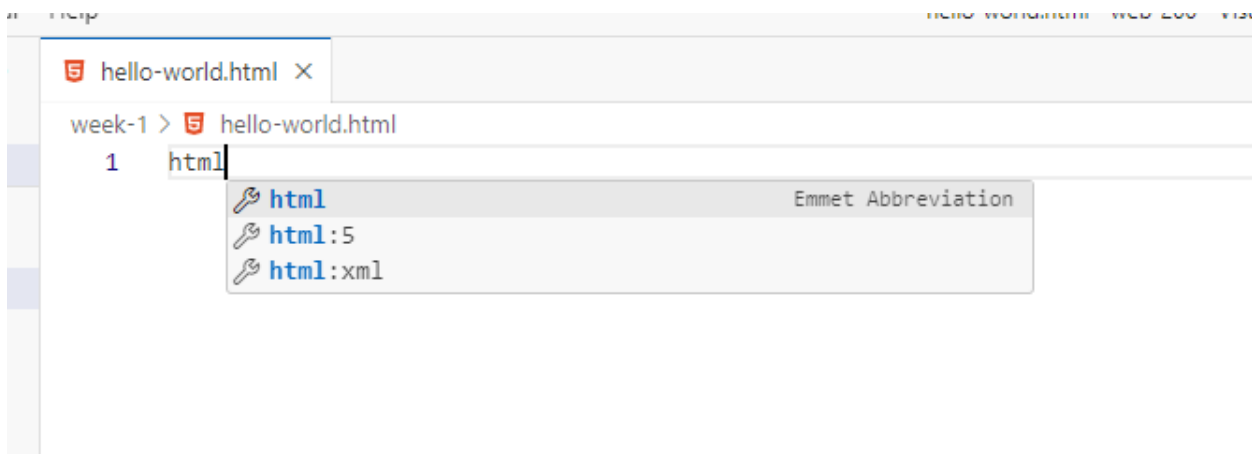 hello-world.html
week-1 > hello-world.html
1 html
html Emmet Abbreviation
html:5
html:xml